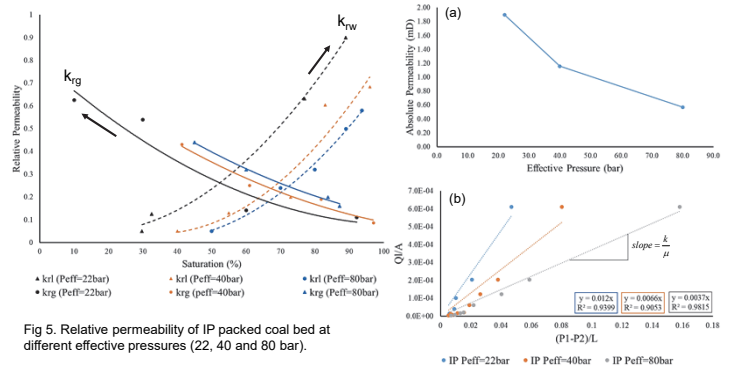 1
0.9
0.8
0.7
0.6
0.5
0.4
0.3
0.2
0.1
0
Relative Permeability
krw
krg
0 10 20 30 40 50 60 70 80 90 100
Saturation (%)
krl (Peff=22bar) krl (Peff=40bar) krl (Peff=80bar)
krg (Peff=22bar) krg (Peff=40bar) krg (Peff=80bar)
Fig 5. Relative permeability of IP packed coal bed at
different effective pressures (22, 40 and 80 bar).
(a)
2.00
1.80
1.60
1.40
1.20
1.00
0.80
0.60
0.40
0.20
0.00
Absolute Permeability (mD)
0.0 10.0 20.0 30.0 40.0 50.0 60.0 70.0 80.0 90.0
Effective Pressure (bar)
(b)
7.0E-04
6.0E-04
5.0E-04
4.0E-04
3.0E-04
2.0E-04
1.0E-04
0.0E+00
Ql/A
slope = k/μ
y = 0.012x
R² = 0.9399
y = 0.0066x
R² = 0.9053
y = 0.0037x
R² = 0.9815
0 0.02 0.04 0.06 0.08 0.1 0.12 0.14 0.16 0.18
(P1-P2)/L
IP Peff=22bar IP Peff=40bar IP Peff=80bar